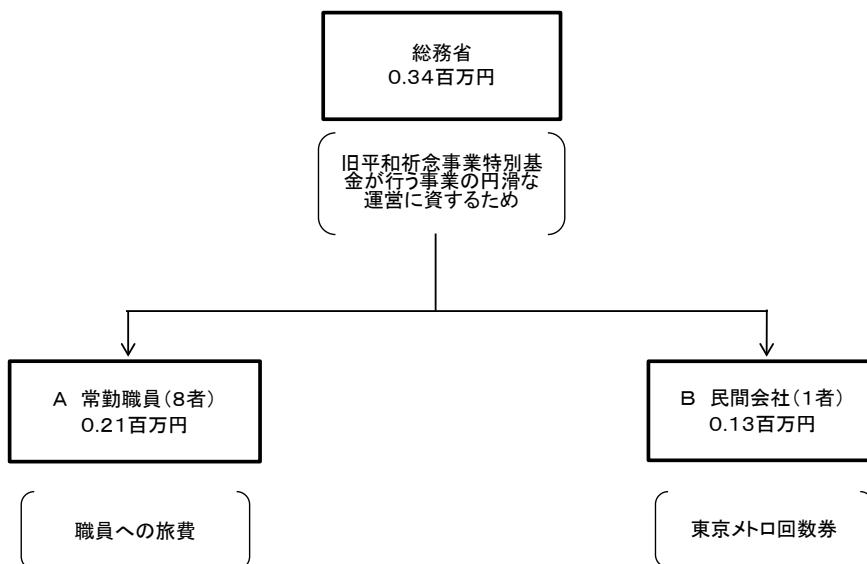 総務省
0.34百万円
旧平和祈念事業特別基
金が行う事業の円滑な
運営に資するため
A 常勤職員(8者)
0.21百万円
B 民間会社(1者)
0.13百万円
職員への旅費
東京メトロ回数券